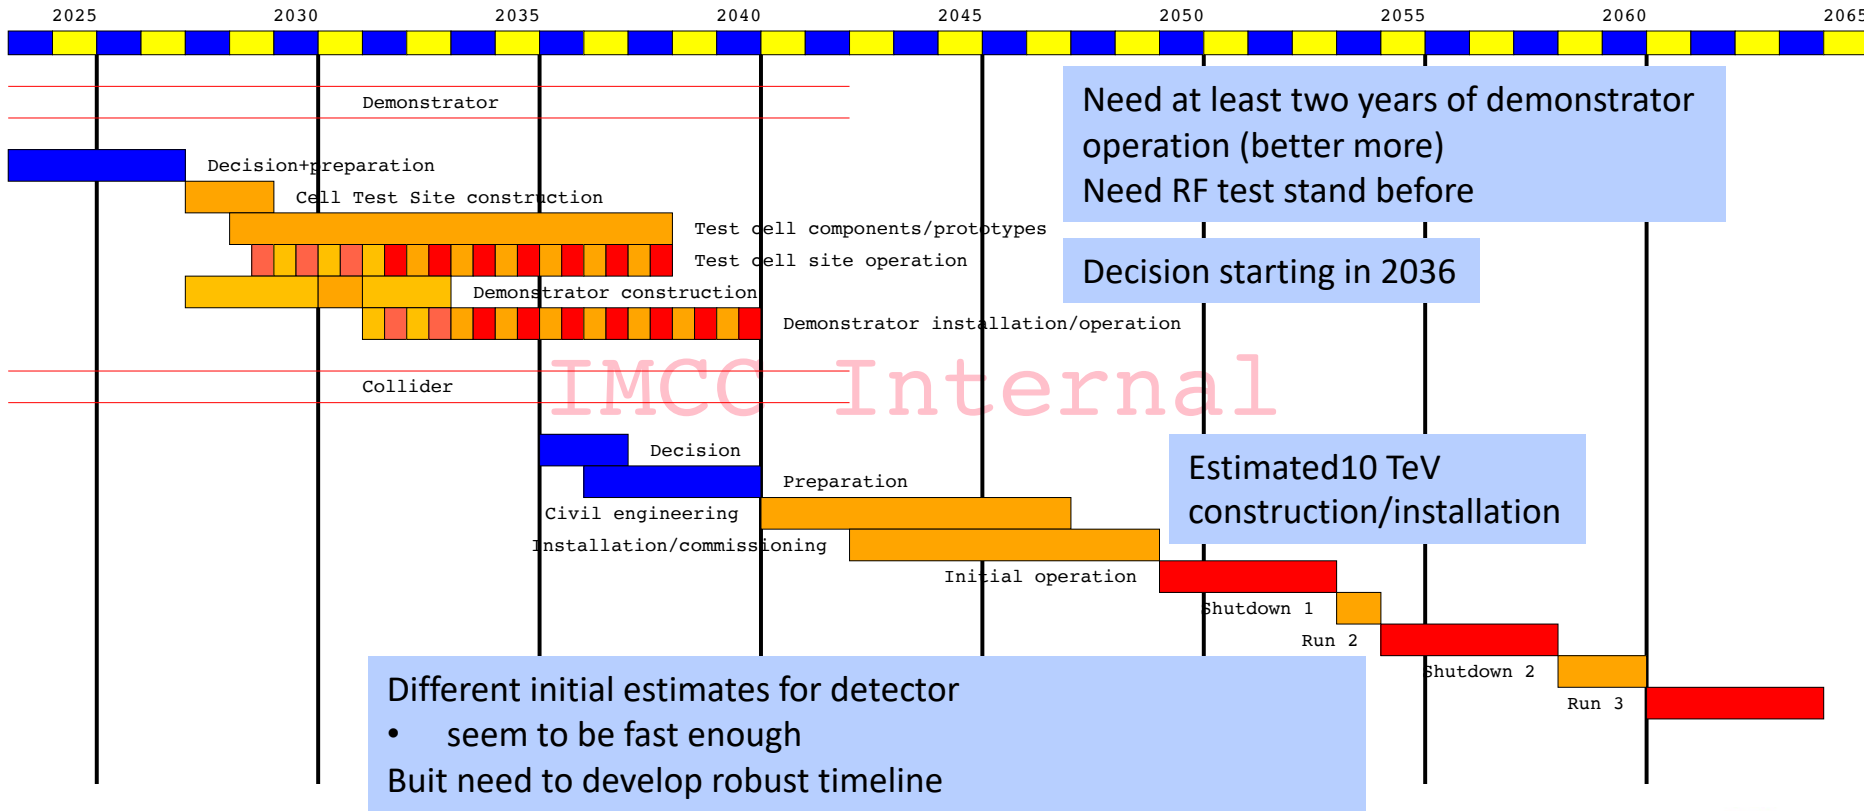 2025 2030 2035 2040 2045 2050 2055 2060 2065
Demonstrator
Need at least two years of demonstrator
operation (better more)
Need RF test stand before
Decision+preparation
Cell Test Site construction
Test cell components/prototypes
Test cell site operation
Decision starting in 2036
Demonstrator construction
Demonstrator installation/operation
IMCC Internal
Collider
Decision
Estimated10 TeV
construction/installation
Preparation
Civil engineering
Installation/commissioning
Initial operation
Shutdown 1
Run 2
Shutdown 2
Run 3
Different initial estimates for detector
• seem to be fast enough
Buit need to develop robust timeline